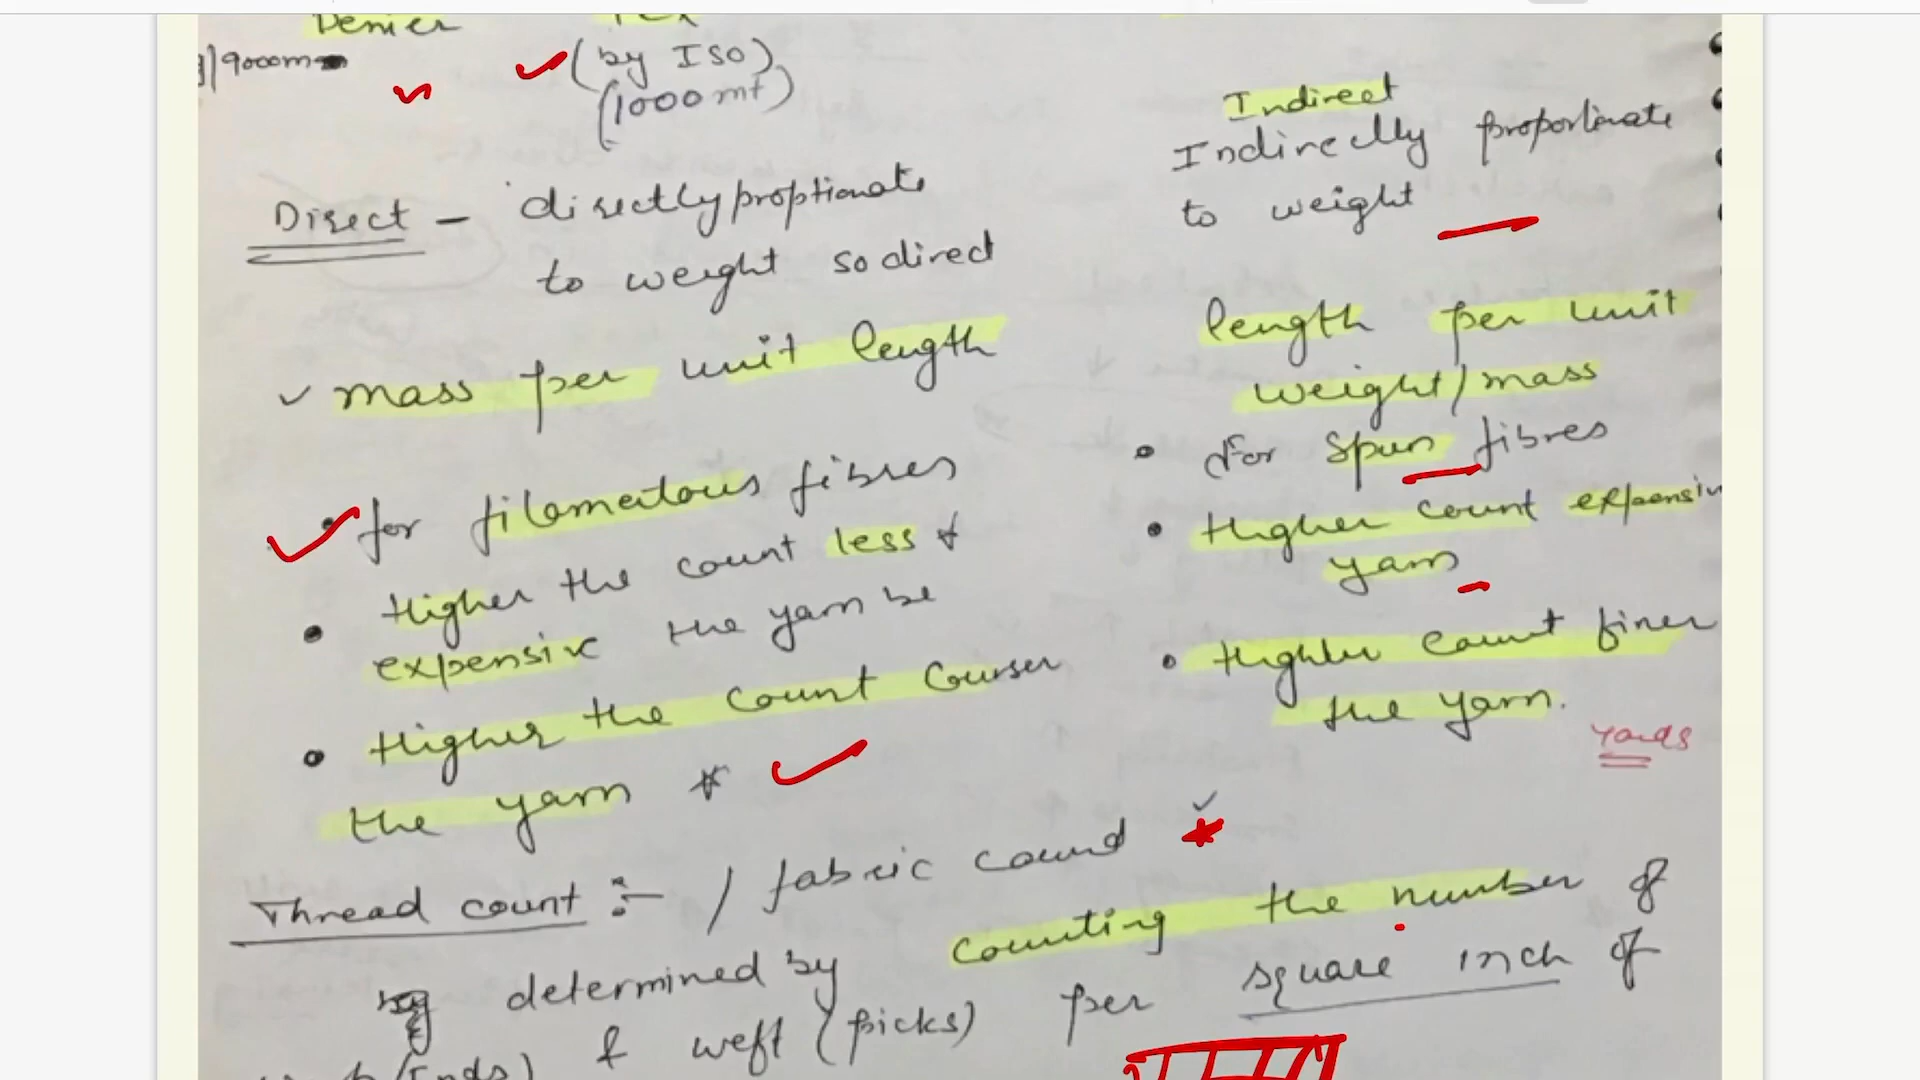 Denier Tex
9000m (by ISO)
(1000 mt)
Direct - directly proptionate
to weight so direct
✓ mass per unit length
• for filamentous fibres
• Higher the count less &
expensive the yarn be
• Higher the count Courser
the yarn *
Indirect
Indirectly proportionate
to weight
length per unit
weight/mass
• for Spun fibres
• Higher count expensiv
yarn
• Higher count finer
the yarn.
yards
Thread count :- / fabric count
determined by counting the number of
& weft (picks) per square inch of